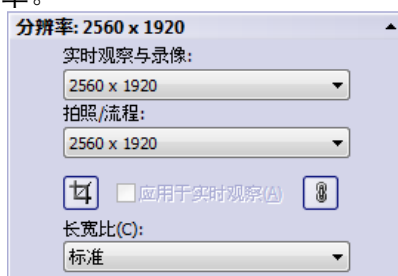 分辨率: 2560 x 1920
实时观察与录像:
2560 x 1920
拍照/流程:
2560 x 1920
应用于实时观察(A)
长宽比(C):
标准